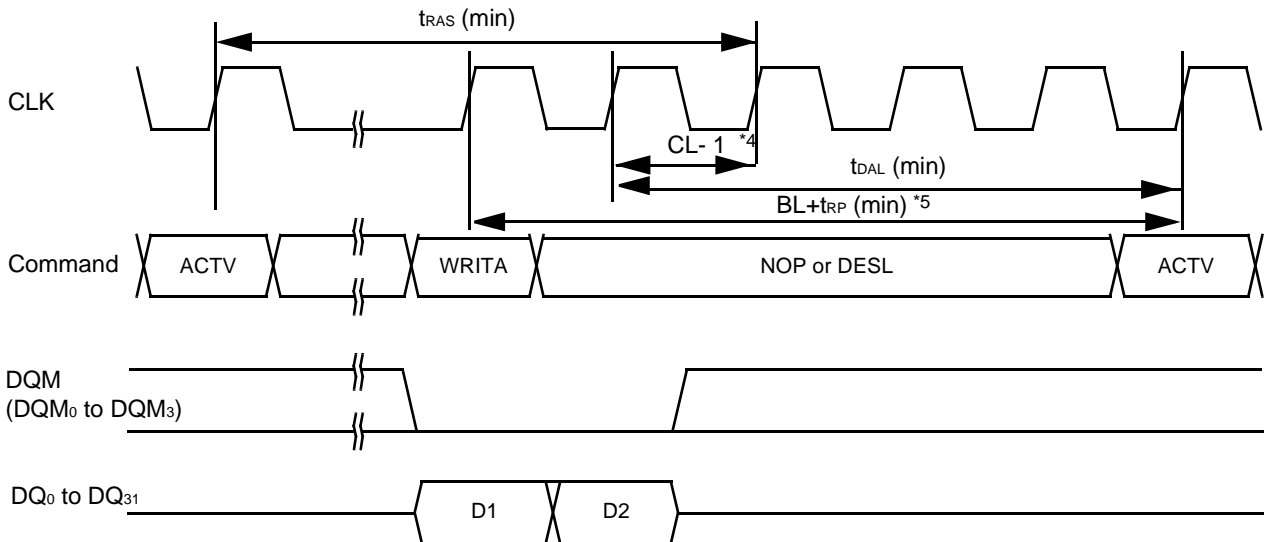 tRAS (min)
CLK
CL- 1 *4
tDAL (min)
BL+tRP (min) *5
Command
ACTV
WRITA
NOP or DESL
ACTV
DQM
(DQM0 to DQM3)
DQ0 to DQ31
D1
D2